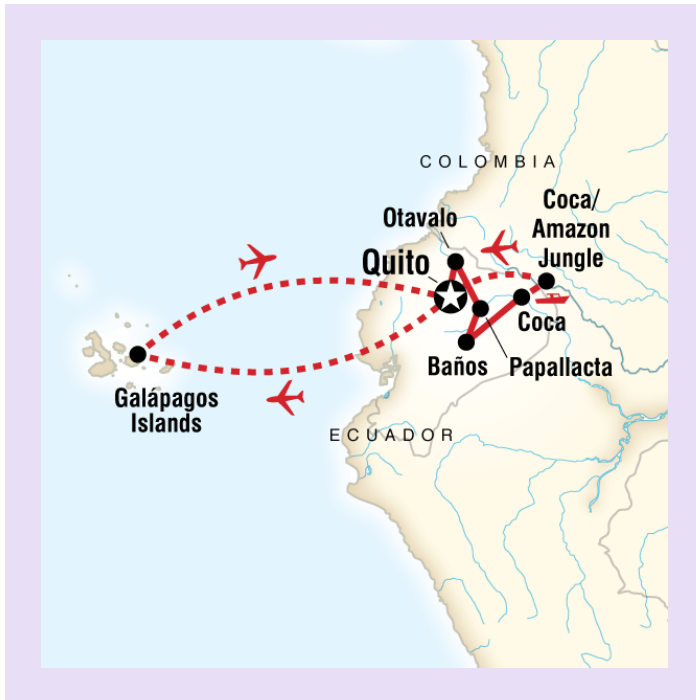 COLOMBIA
Coca/
Amazon
Jungle
Otavalo
Quito
Coca
Baños
Papallacta
Galápagos
Islands
ECUADOR